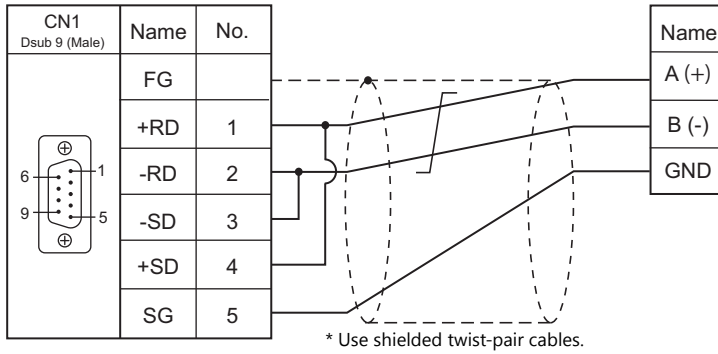 CN1
Dsub 9 (Male)
Name
No.
Name
FG
A (+)
+RD
1
B (-)
-RD
2
GND
6
1
-SD
3
9
5
+SD
4
SG
5
* Use shielded twist-pair cables.